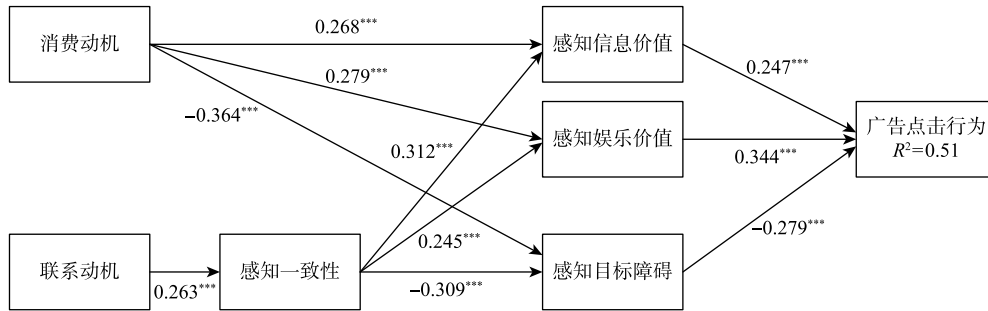 消费动机
0.268***
感知信息价值
0.279***
0.247***
-0.364***
感知娱乐价值
广告点击行为
R²=0.51
0.312***
0.344***
0.245***
-0.279***
联系动机
感知一致性
感知目标障碍
0.263***
-0.309***